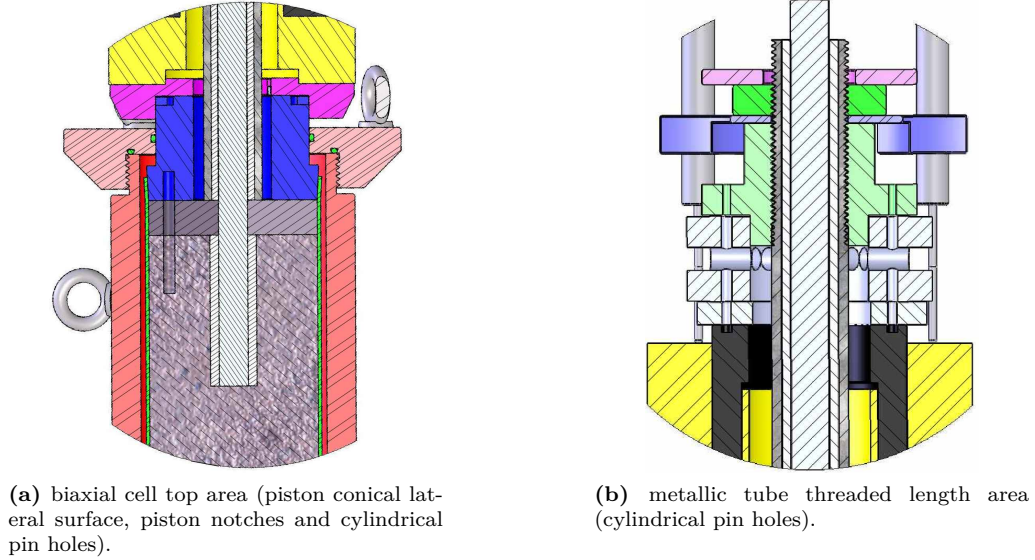 (a) biaxial cell top area (piston conical lat-
eral surface, piston notches and cylindrical
pin holes).
(b) metallic tube threaded length area
(cylindrical pin holes).